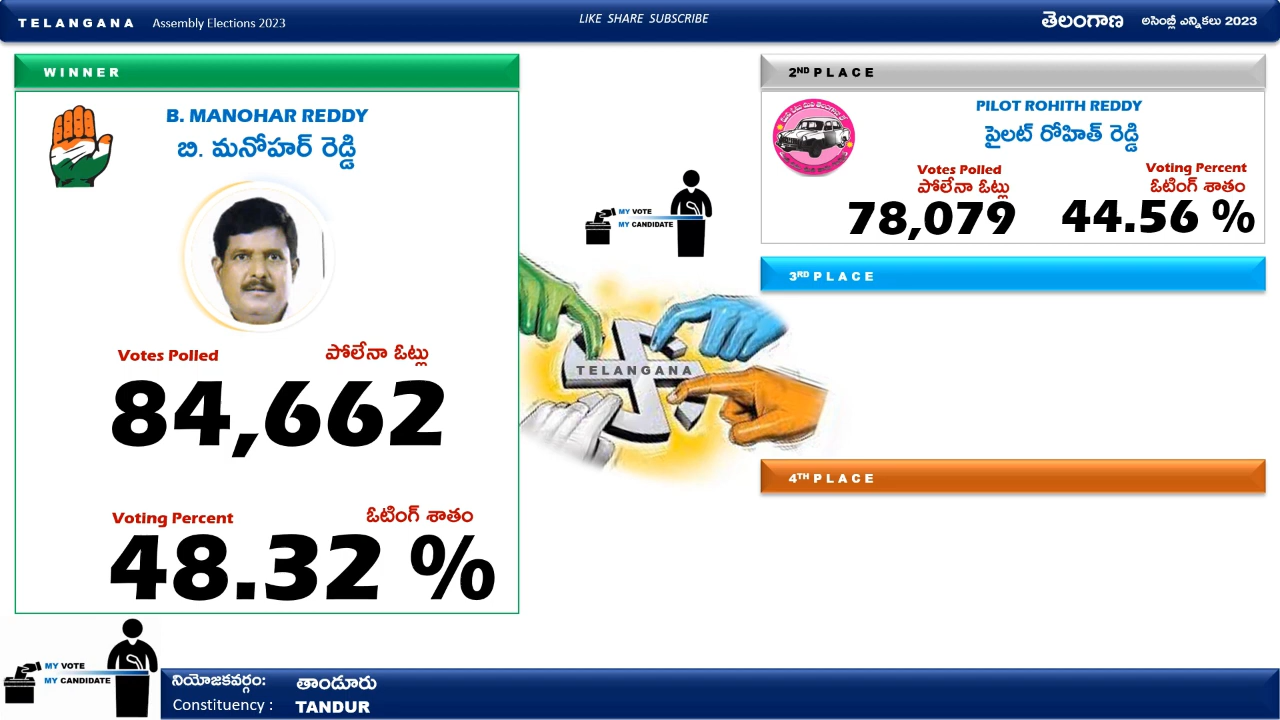 TELANGANA Assembly Elections 2023
LIKE SHARE SUBSCRIBE
తెలంగాణ అసెంబ్లీ ఎన్నికలు 2023
WINNER
B. MANOHAR REDDY
బి. మనోహర్ రెడ్డి
Votes Polled పోలేనా ఓట్లు
84,662
Voting Percent ఓటింగ్ శాతం
48.32 %
MY VOTE
MY CANDIDATE
TELANGANA
2ND PLACE
PILOT ROHITH REDDY
పైలట్ రోహిత్ రెడ్డి
Votes Polled Voting Percent
పోలేనా ఓట్లు ఓటింగ్ శాతం
78,079 44.56 %
3RD PLACE
4TH PLACE
MY VOTE
MY CANDIDATE
నియోజకవర్గం: తాండూరు
Constituency : TANDUR